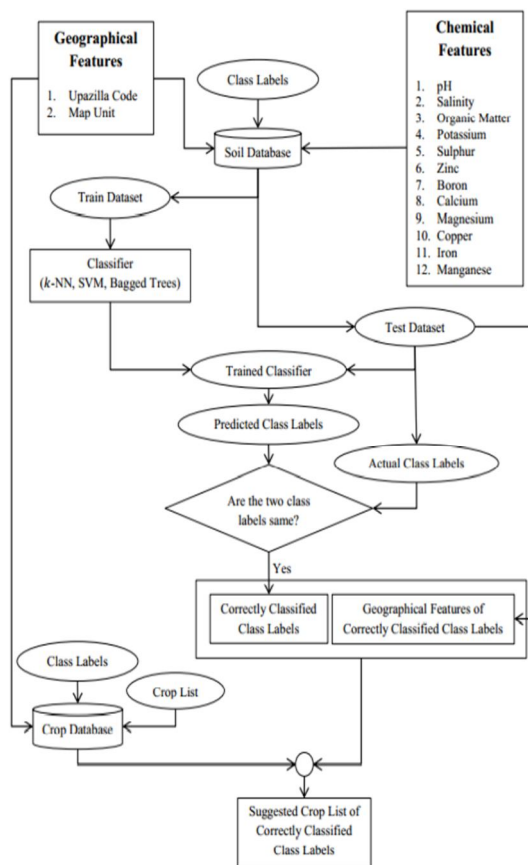 Geographical
Features
1. Upazilla Code
2. Map Unit
Class Labels
Soil Database
Chemical
Features
1. pH
2. Salinity
3. Organic Matter
4. Potassium
5. Sulphur
6. Zinc
7. Boron
8. Calcium
9. Magnesium
10. Copper
11. Iron
12. Manganese
Train Dataset
Classifier
(k-NN, SVM, Bagged Trees)
Test Dataset
Trained Classifier
Predicted Class Labels
Actual Class Labels
Are the two class
labels same?
Yes
Correctly Classified
Class Labels
Geographical Features of
Correctly Classified Class Labels
Class Labels
Crop List
Crop Database
Suggested Crop List of
Correctly Classified
Class Labels